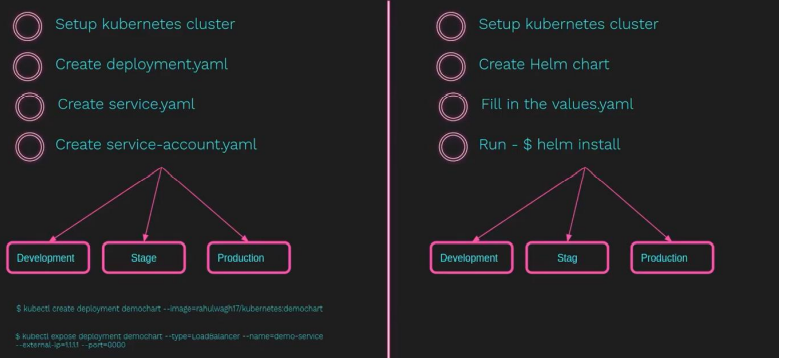 Setup kubernetes cluster
Create deployment.yaml
Create service.yaml
Create service-account.yaml
Development
Stage
Production
$ kubectl create deployment demochart --image=rahulwagh17/kubernetes:demochart
$ kubectl expose deployment demochart --type=LoadBalancer --name=demo-service
--external-ip=1.1.1.1 --port=0000
Setup kubernetes cluster
Create Helm chart
Fill in the values.yaml
Run - $ helm install
Development
Stag
Production